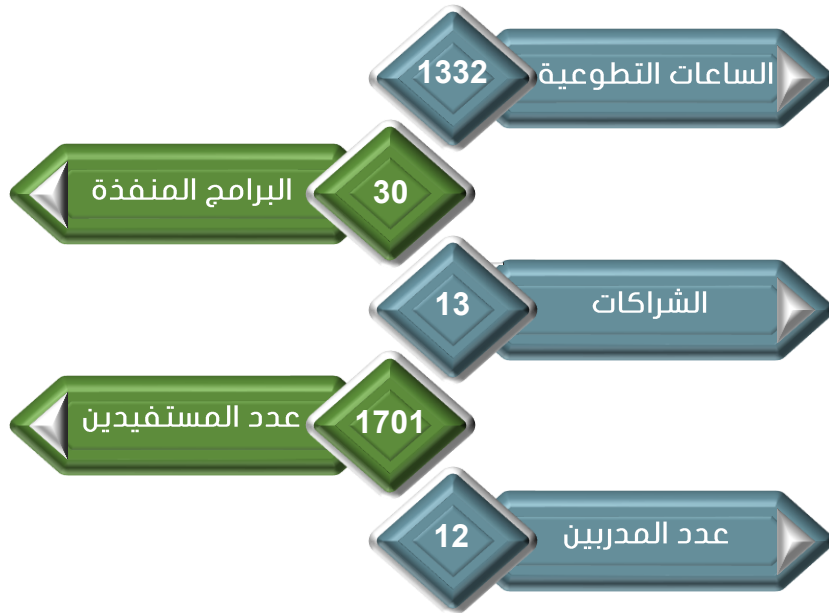 الساعات التطوعية 1332
البرامج المنفذة 30
الشراكات 13
عدد المستفيدين 1701
عدد المدربين 12